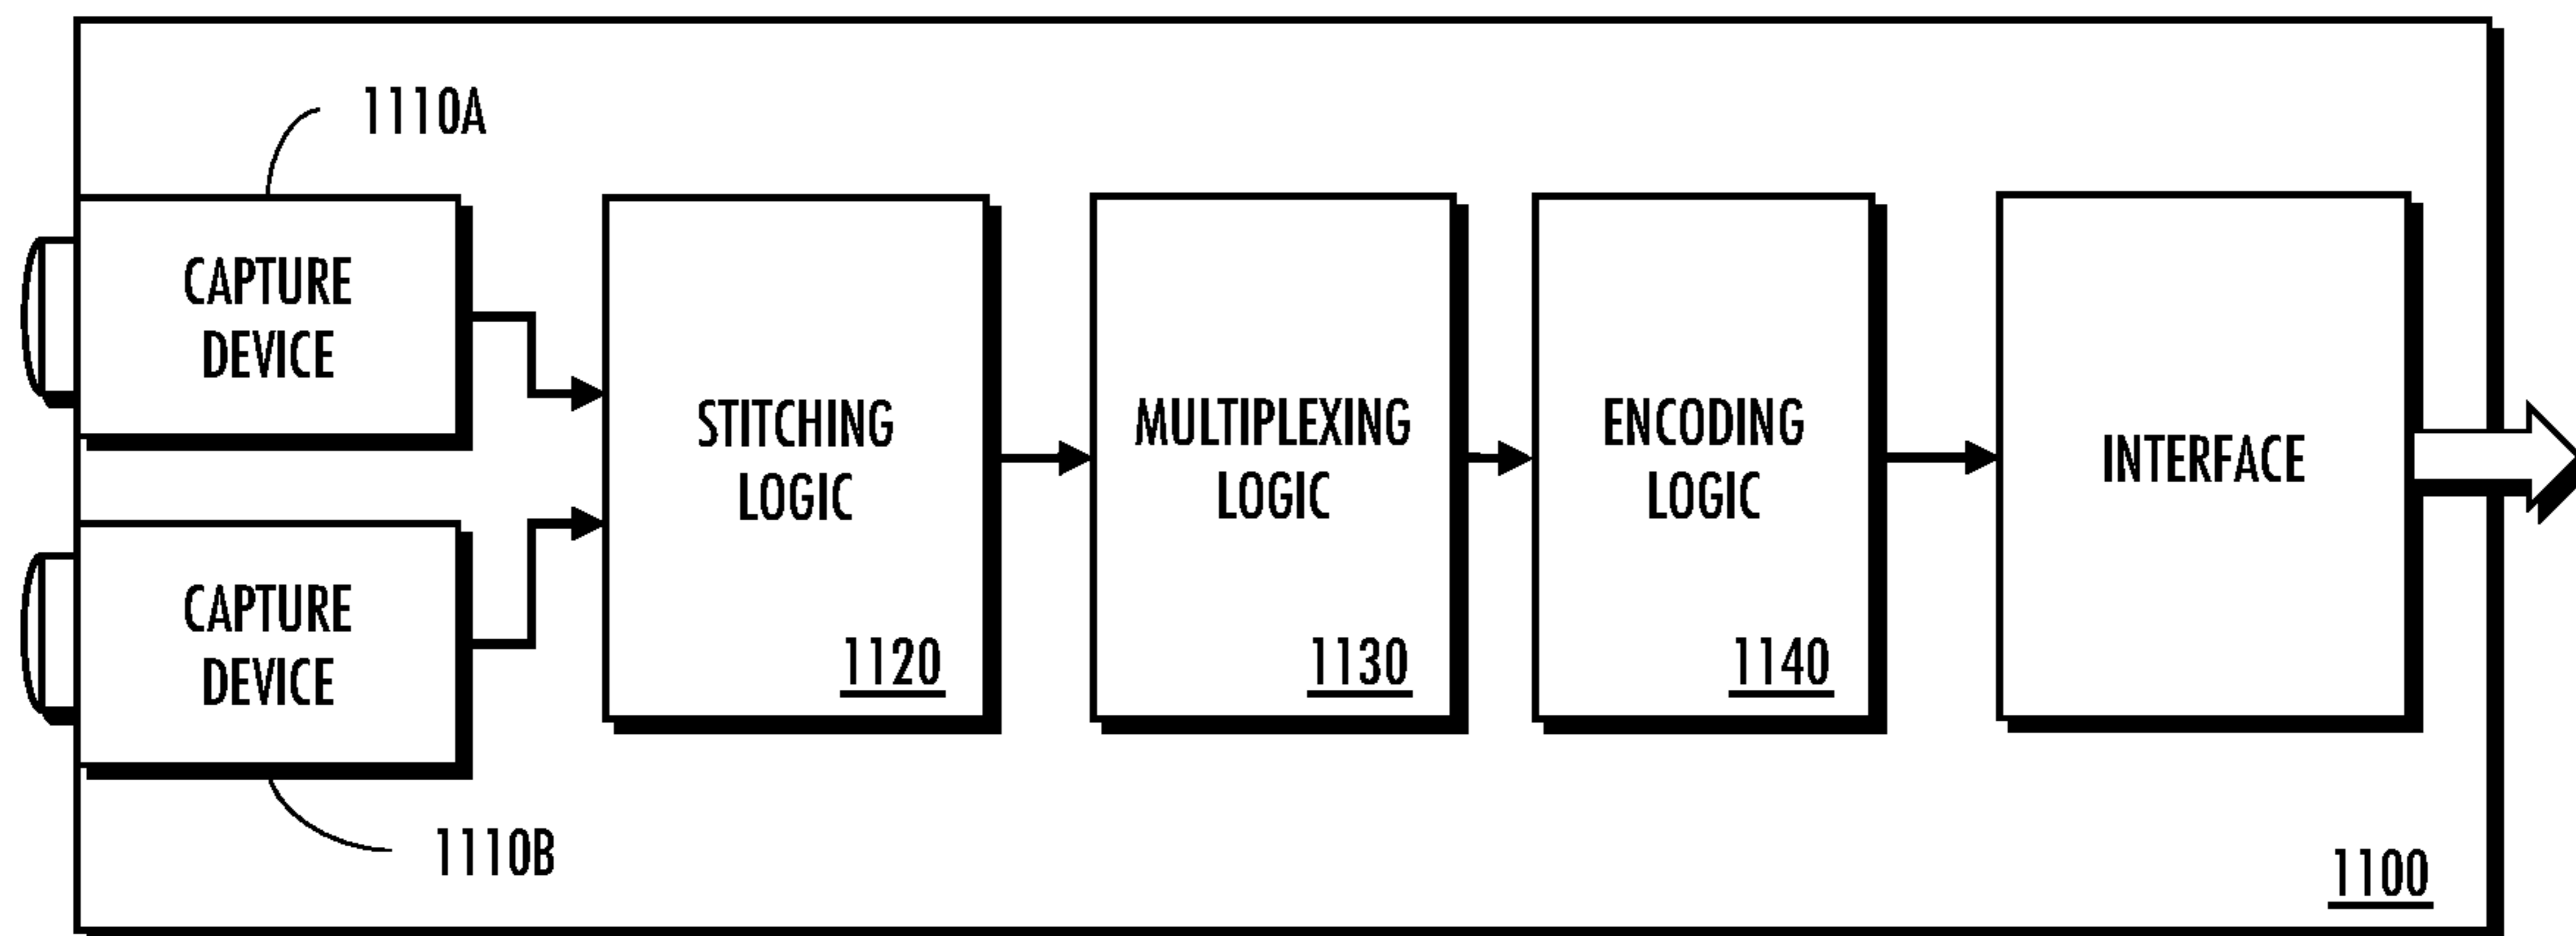 1110A
CAPTURE
DEVICE
CAPTURE
DEVICE
1110B
STITCHING
LOGIC
1120
MULTIPLEXING
LOGIC
1130
ENCODING
LOGIC
1140
INTERFACE
1100